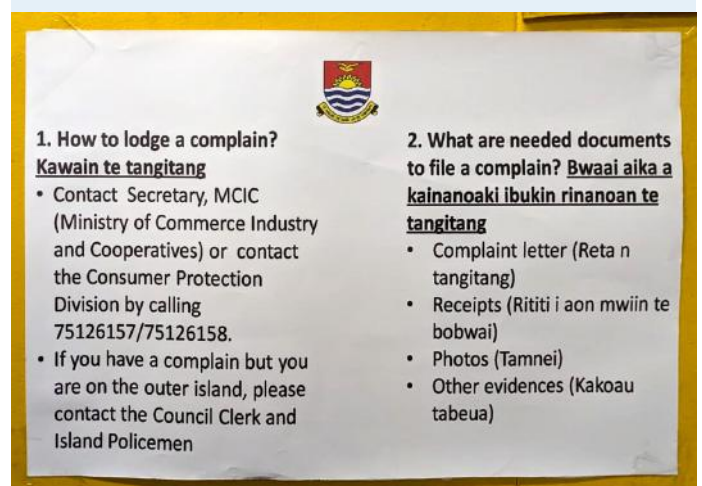 1. How to lodge a complain?
Kawain te tangitang
• Contact Secretary, MCIC
(Ministry of Commerce Industry
and Cooperatives) or contact
the Consumer Protection
Division by calling
75126157/75126158.
• If you have a complain but you
are on the outer island, please
contact the Council Clerk and
Island Policemen
2. What are needed documents
to file a complain? Bwaai aika a
kainanoaki ibukin rinanoan te
tangitang
• Complaint letter (Reta n
tangitang)
• Receipts (Rititi i aon mwiin te
bobwai)
• Photos (Tamnei)
• Other evidences (Kakoau
tabeua)